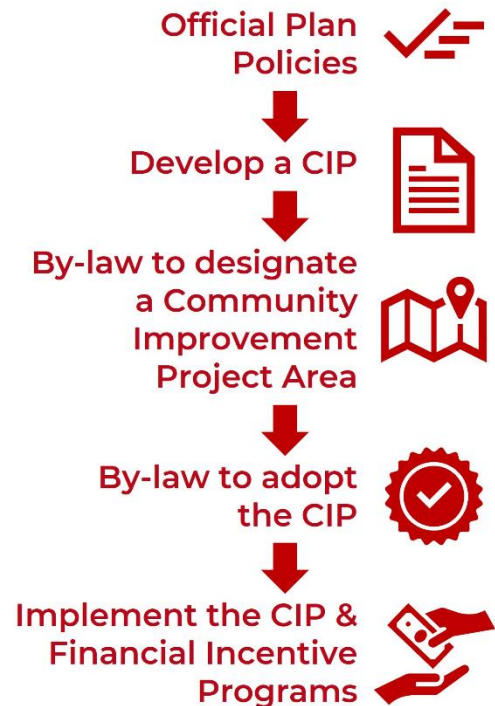 Official Plan
Policies
Develop a CIP
By-law to designate
a Community
Improvement
Project Area
By-law to adopt
the CIP
Implement the CIP &
Financial Incentive
Programs